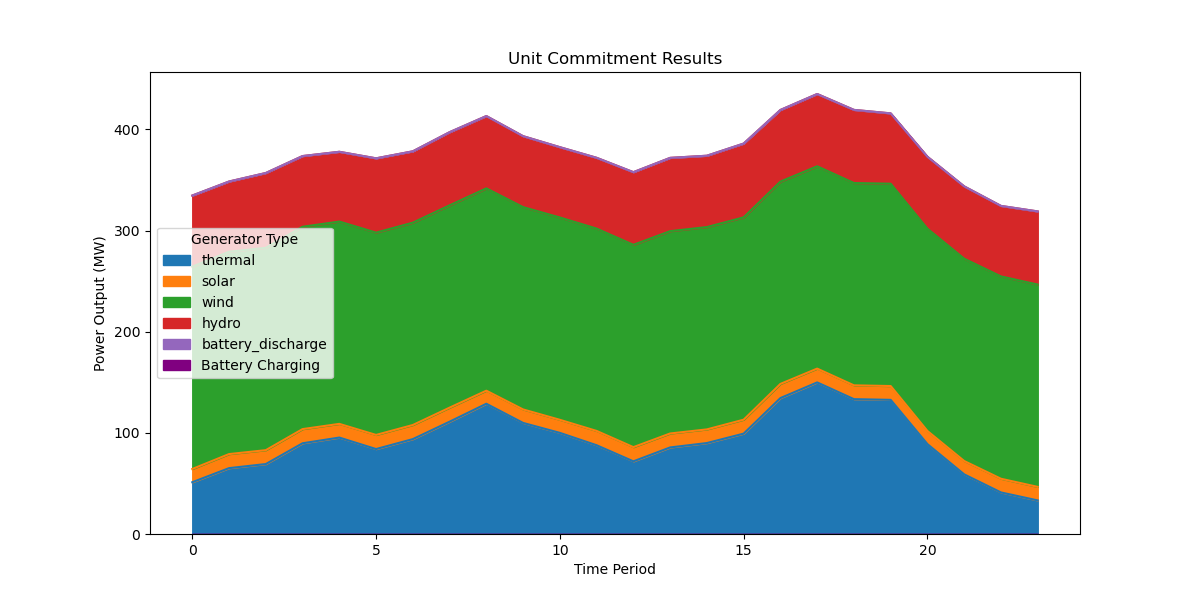 Unit Commitment Results
Power Output (MW)
400
300
200
100
0
Generator Type
thermal
solar
wind
hydro
battery_discharge
Battery Charging
0 5 10 15 20
Time Period